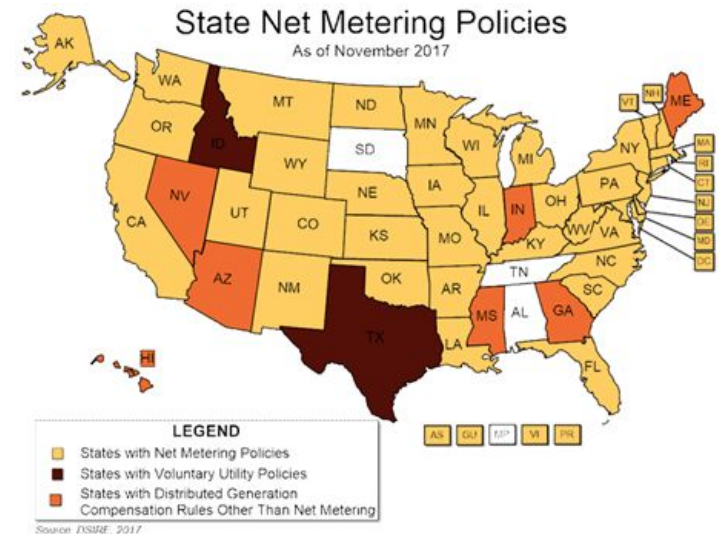 State Net Metering Policies
As of November 2017
AK
WA
MT
ND
MN
VT
NH
ME
OR
ID
SD
WI
MI
NY
MA
RI
CT
WY
IA
PA
NJ
NV
NE
IL
IN
OH
DE
CA
UT
CO
KS
MO
WV
VA
MD
KY
DC
AZ
NM
OK
AR
TN
NC
SC
TX
MS
AL
GA
LA
FL
HI
AS
GU
MP
VI
PR
LEGEND
States with Net Metering Policies
States with Voluntary Utility Policies
States with Distributed Generation
Compensation Rules Other Than Net Metering
Source: DSIRE, 2017